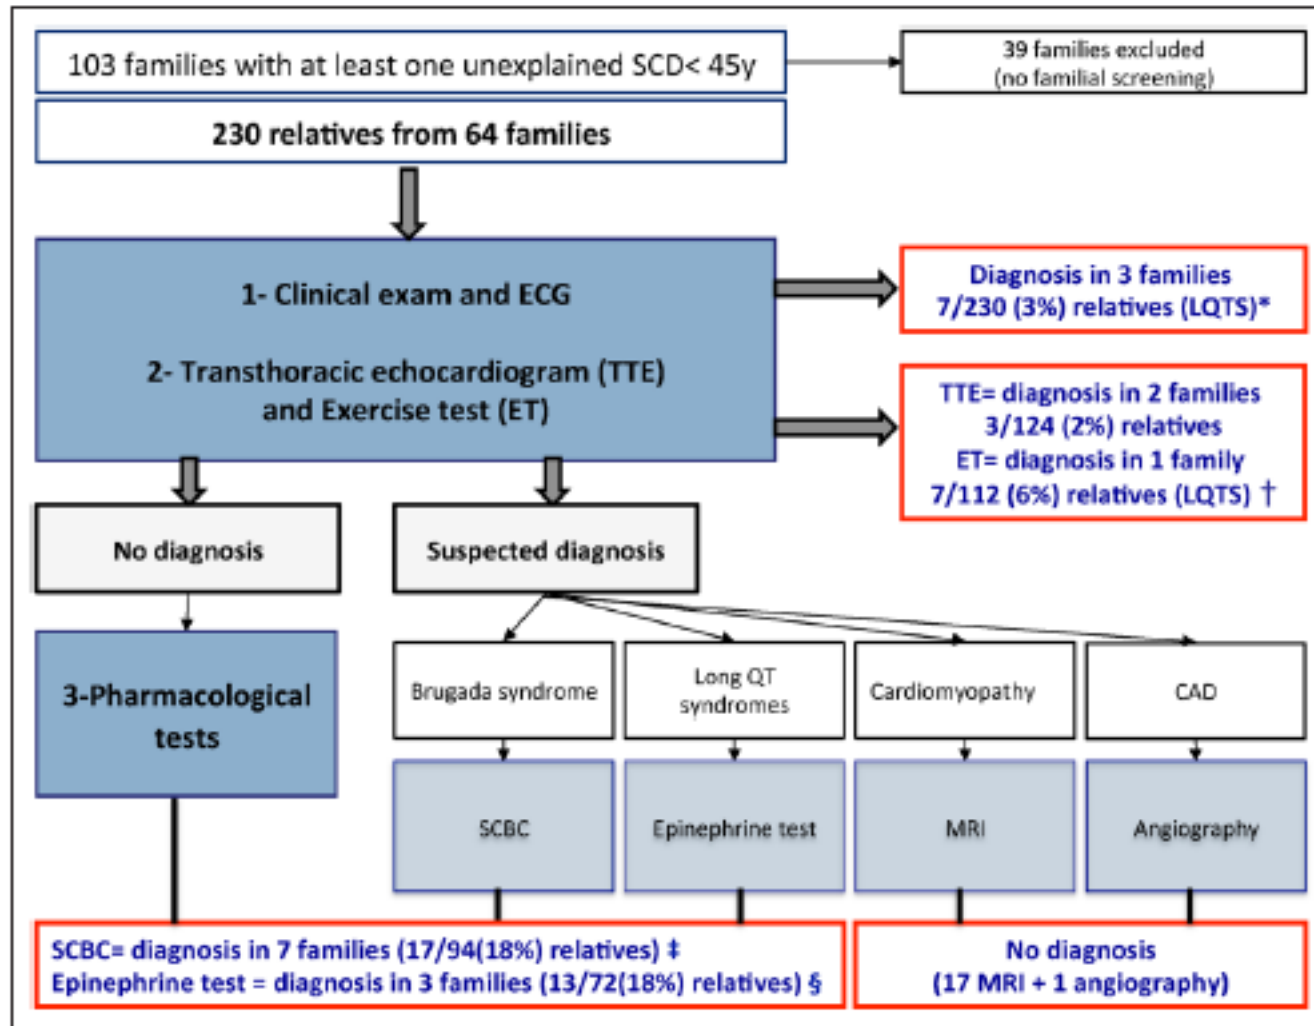 103 families with at least one unexplained SCD< 45y
39 families excluded
(no familial screening)
230 relatives from 64 families
1- Clinical exam and ECG
2- Transthoracic echocardiogram (TTE)
and Exercise test (ET)
Diagnosis in 3 families
7/230 (3%) relatives (LQTS)*
TTE= diagnosis in 2 families
3/124 (2%) relatives
ET= diagnosis in 1 family
7/112 (6%) relatives (LQTS) †
No diagnosis
Suspected diagnosis
3-Pharmacological
tests
Brugada syndrome
Long QT
syndromes
Cardiomyopathy
CAD
SCBC
Epinephrine test
MRI
Angiography
SCBC= diagnosis in 7 families (17/94(18%) relatives) ‡
Epinephrine test = diagnosis in 3 families (13/72(18%) relatives) §
No diagnosis
(17 MRI + 1 angiography)